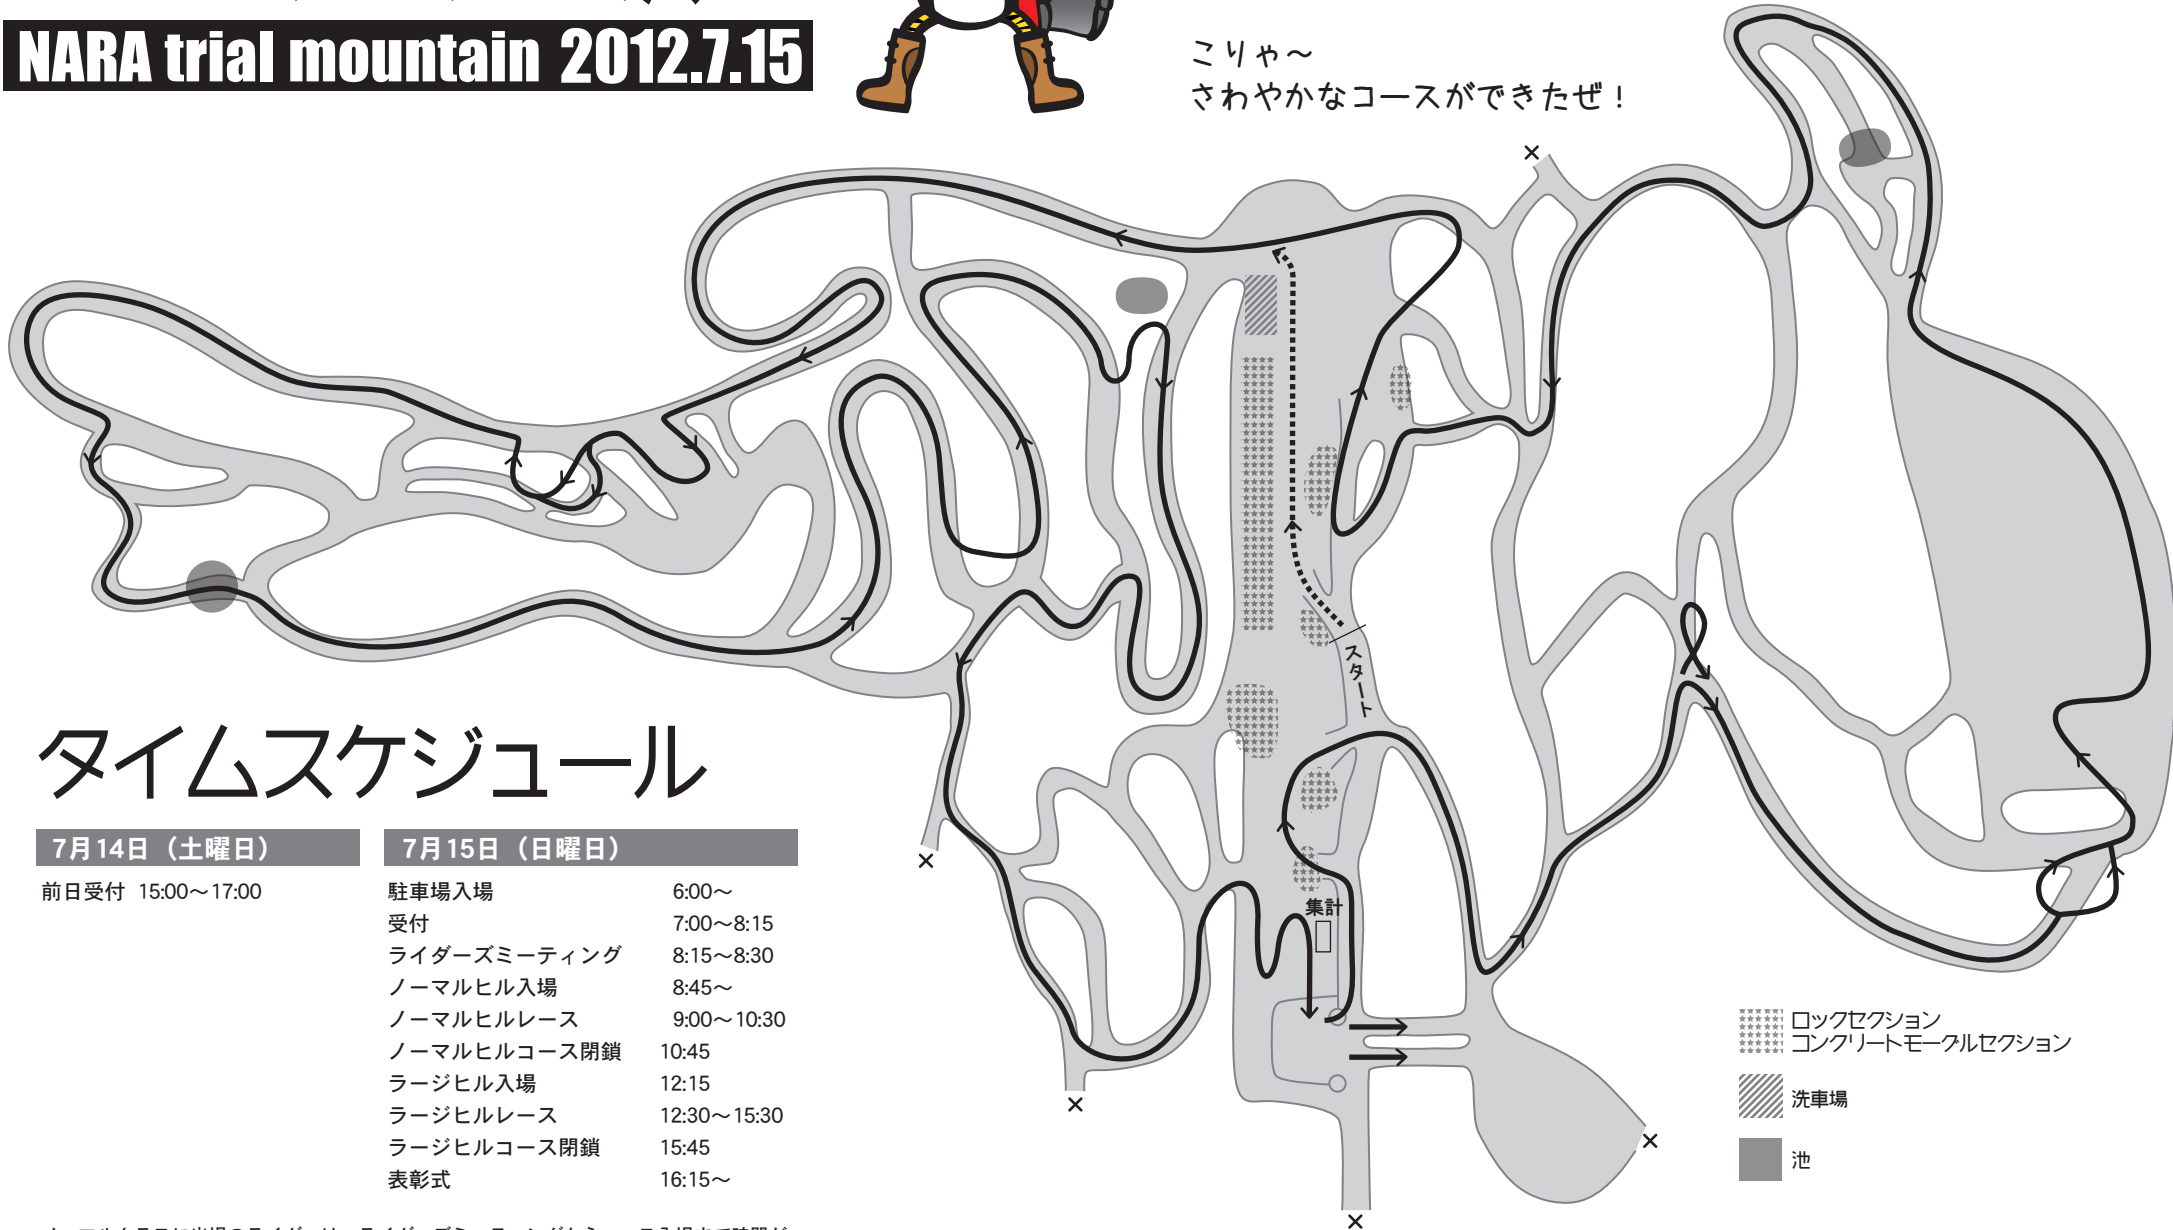 NARA trial mountain 2012.7.15
こりゃ〜
さわやかなコースができたぜ！
スタート
集計
タイムスケジュール
7月14日（土曜日）
前日受付 15:00〜17:00
7月15日（日曜日）
駐車場入場 6:00〜
受付 7:00〜8:15
ライダーズミーティング 8:15〜8:30
ノーマルヒル入場 8:45〜
ノーマルヒルレース 9:00〜10:30
ノーマルヒルコース閉鎖 10:45
ラージヒル入場 12:15
ラージヒルレース 12:30〜15:30
ラージヒルコース閉鎖 15:45
表彰式 16:15〜
ロックセクション
コンクリートモーグルセクション
洗車場
池